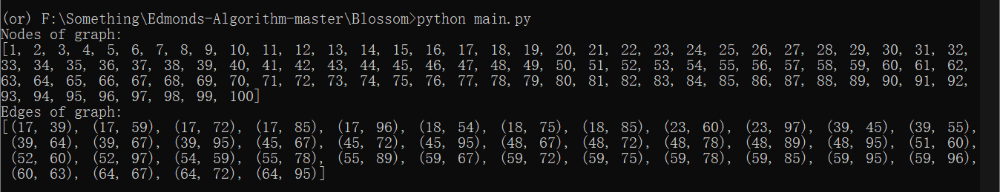 (or) F:\Something\Edmonds-Algorithm-master\Blossom>python main.py
Nodes of graph:
[1, 2, 3, 4, 5, 6, 7, 8, 9, 10, 11, 12, 13, 14, 15, 16, 17, 18, 19, 20, 21, 22, 23, 24, 25, 26, 27, 28, 29, 30, 31, 32,
33, 34, 35, 36, 37, 38, 39, 40, 41, 42, 43, 44, 45, 46, 47, 48, 49, 50, 51, 52, 53, 54, 55, 56, 57, 58, 59, 60, 61, 62,
63, 64, 65, 66, 67, 68, 69, 70, 71, 72, 73, 74, 75, 76, 77, 78, 79, 80, 81, 82, 83, 84, 85, 86, 87, 88, 89, 90, 91, 92,
93, 94, 95, 96, 97, 98, 99, 100]
Edges of graph:
[(17, 39), (17, 59), (17, 72), (17, 85), (17, 96), (18, 54), (18, 75), (18, 85), (23, 60), (23, 97), (39, 45), (39, 55),
(39, 64), (39, 67), (39, 95), (45, 67), (45, 72), (45, 95), (48, 67), (48, 72), (48, 78), (48, 89), (48, 95), (51, 60),
(52, 60), (52, 97), (54, 59), (55, 78), (55, 89), (59, 67), (59, 72), (59, 75), (59, 78), (59, 85), (59, 95), (59, 96),
(60, 63), (64, 67), (64, 72), (64, 95)]